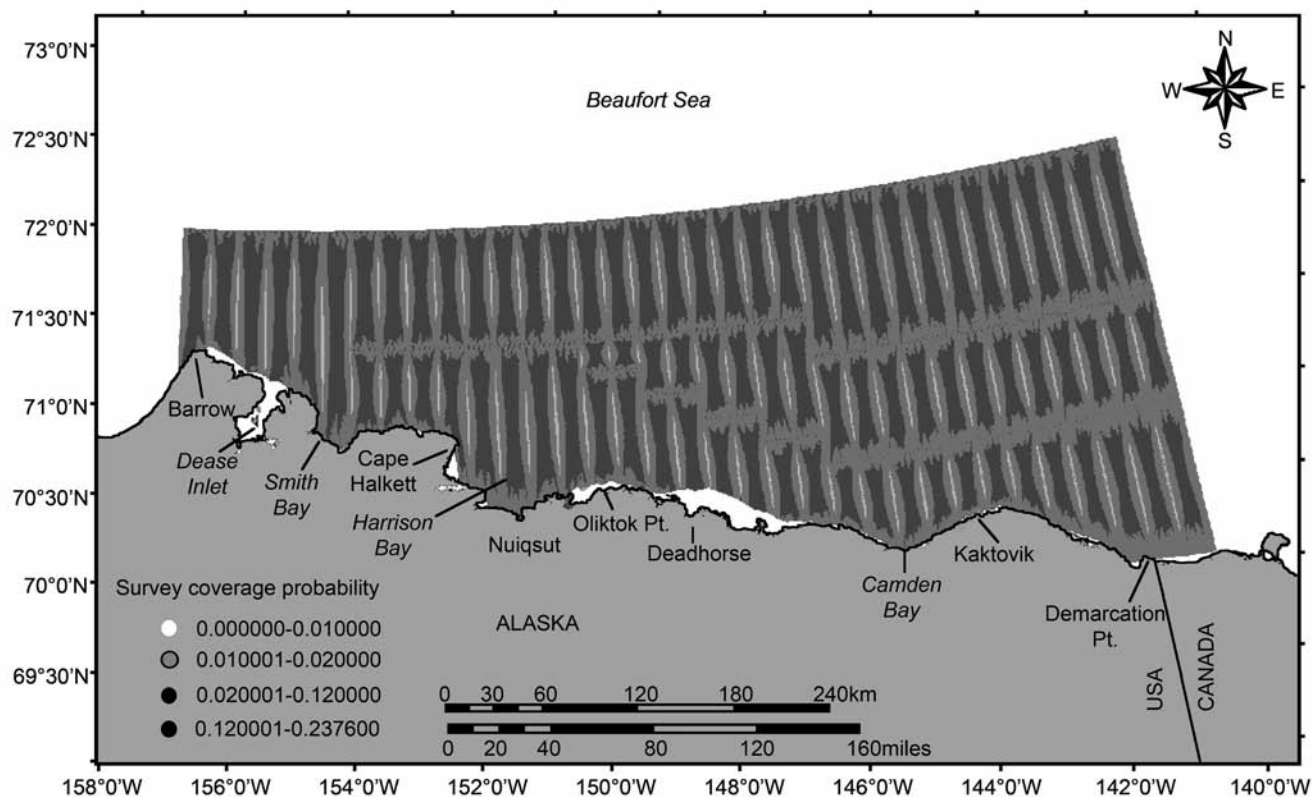 73°0'N
72°30'N
72°0'N
71°30'N
71°0'N
70°30'N
70°0'N
69°30'N
Beaufort Sea
N
W
E
S
Barrow
Dease
Inlet
Smith
Bay
Cape
Halkett
Harrison
Bay
Nuiqsut
Oliktok Pt.
Deadhorse
Camden
Bay
Kaktovik
Demarcation
Pt.
ALASKA
USA
CANADA
Survey coverage probability
0.000000-0.010000
0.010001-0.020000
0.020001-0.120000
0.120001-0.237600
0 30 60 120 180 240km
0 20 40 80 120 160miles
158°0'W 156°0'W 154°0'W 152°0'W 150°0'W 148°0'W 146°0'W 144°0'W 142°0'W 140°0'W